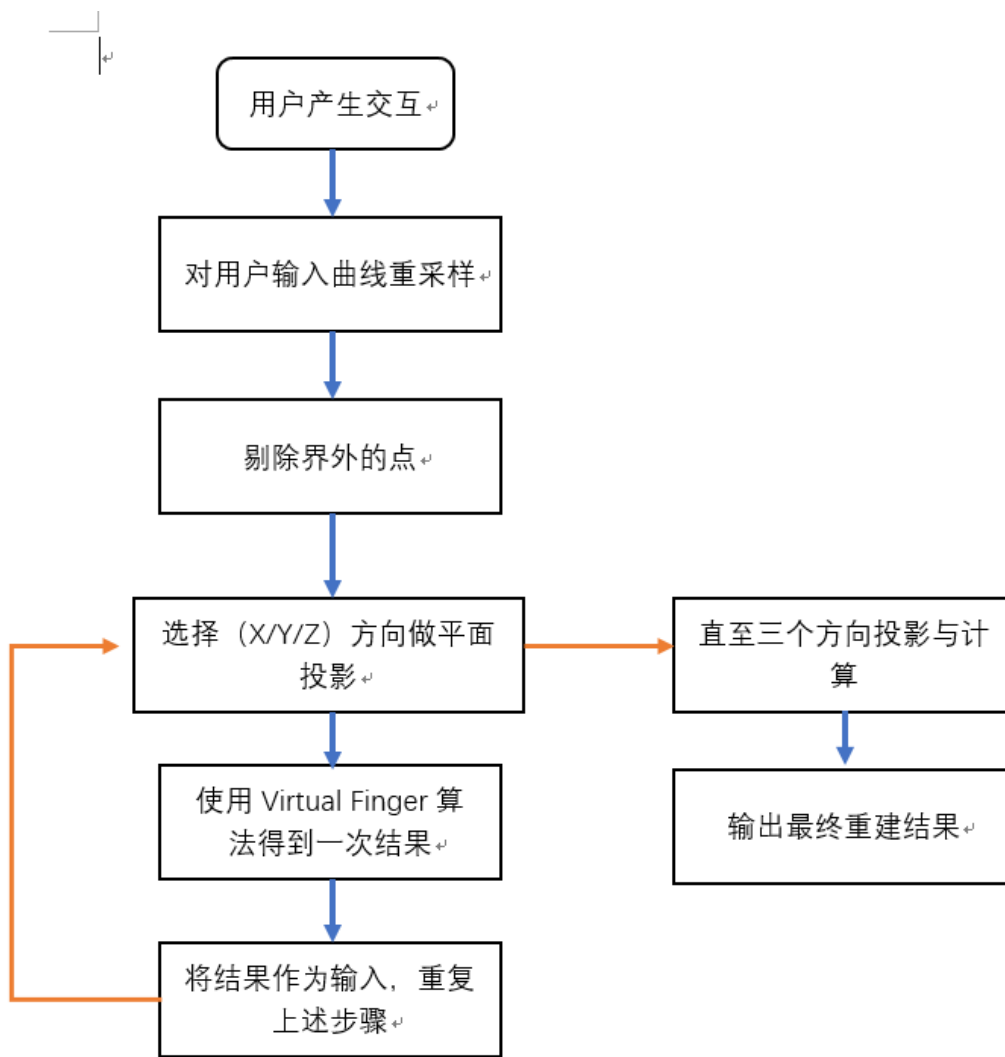 用户产生交互
对用户输入曲线重采样
剔除界外的点
选择（X/Y/Z）方向做平面
投影
直至三个方向投影与计
算
使用 Virtual Finger 算
法得到一次结果
输出最终重建结果
将结果作为输入，重复
上述步骤